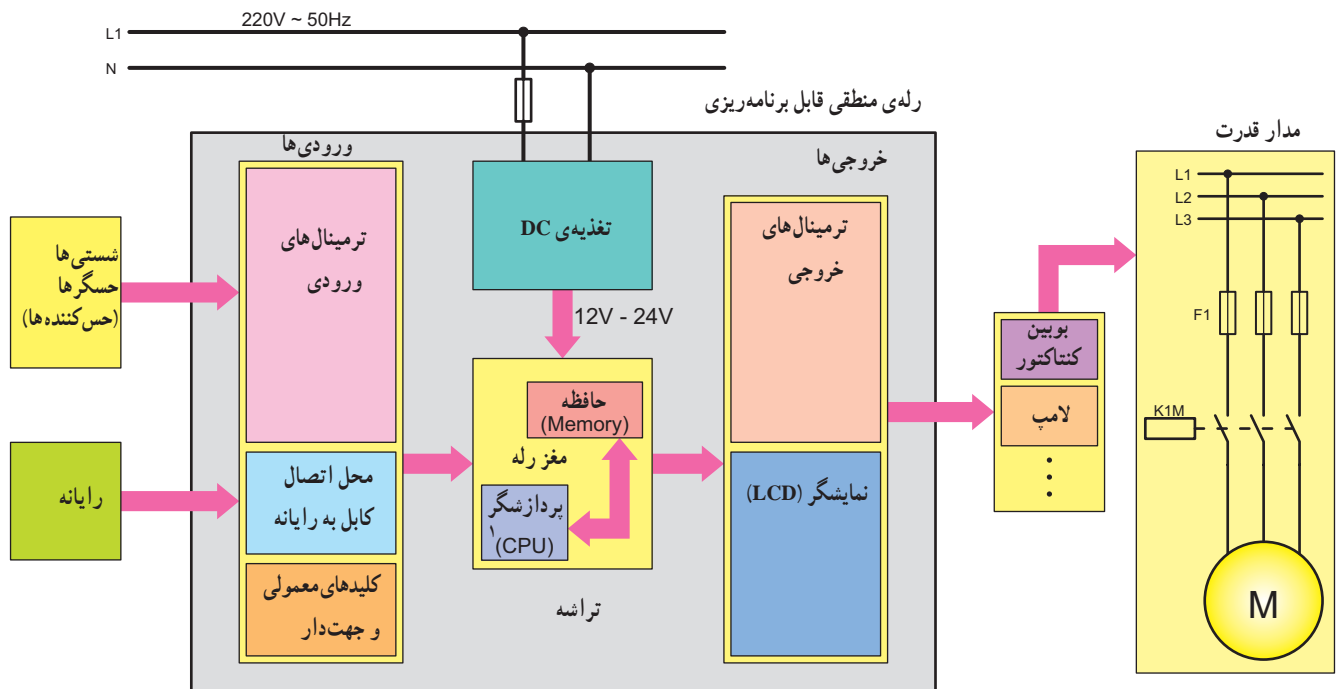 220V ~ 50Hz
L1
N
رله‌ی منطقی قابل برنامه‌ریزی
مدار قدرت
ورودی‌ها
خروجی‌ها
شستی‌ها
حسگرها
(حس‌کننده‌ها)
رایانه
ترمینال‌های
ورودی
محل اتصال
کابل به رایانه
کلیدهای معمولی
و جهت‌دار
تغذیه‌ی DC
12V - 24V
حافظه
(Memory)
مغز رله
پردازشگر
(CPU)۱
تراشه
ترمینال‌های
خروجی
نمایشگر (LCD)
بوبین
کنتاکتور
لامپ
L1
L2
L3
F1
K1M
M